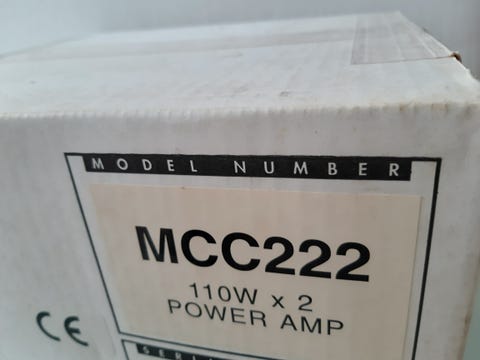 MODEL NUMBER
MCC222
110W x 2
POWER AMP
CE